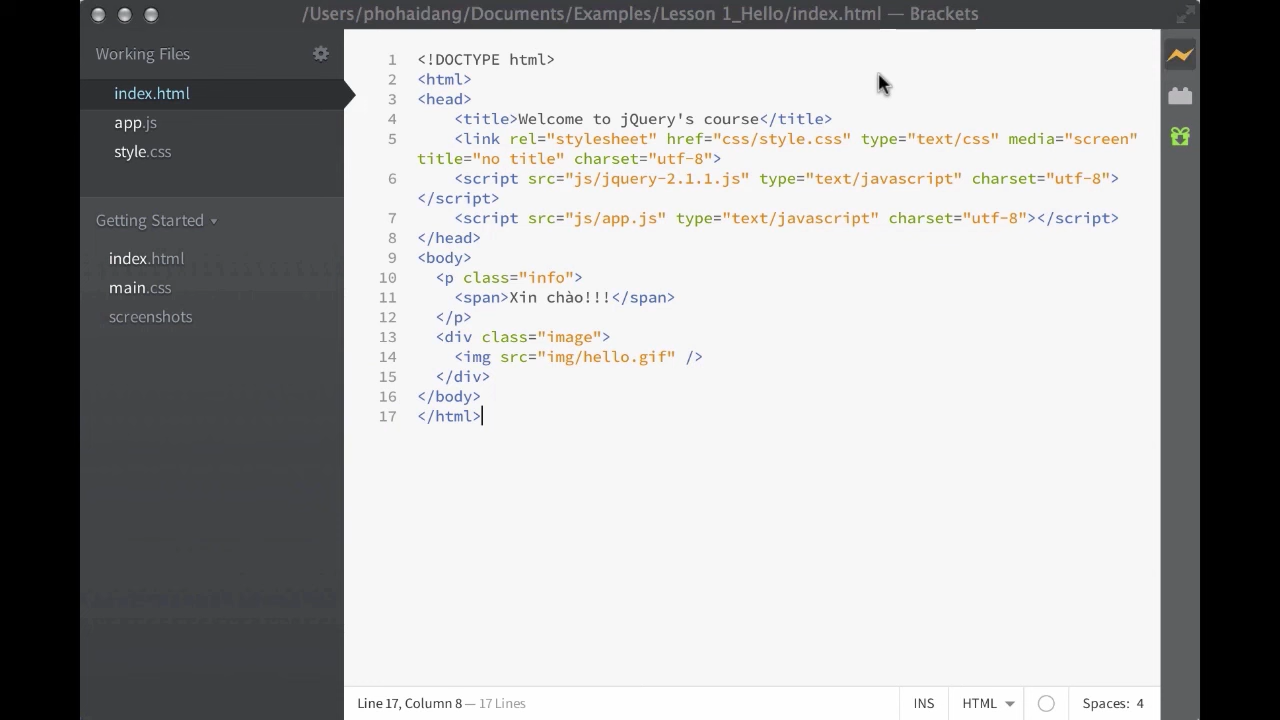 /Users/phohaidang/Documents/Examples/Lesson 1_Hello/index.html — Brackets
Working Files
index.html
app.js
style.css
Getting Started
index.html
main.css
screenshots
1 <!DOCTYPE html>
2 <html>
3 <head>
4 <title>Welcome to jQuery's course</title>
5 <link rel="stylesheet" href="css/style.css" type="text/css" media="screen"
title="no title" charset="utf-8">
6 <script src="js/jquery-2.1.1.js" type="text/javascript" charset="utf-8">
</script>
7 <script src="js/app.js" type="text/javascript" charset="utf-8"></script>
8 </head>
9 <body>
10 <p class="info">
11 <span>Xin chào!!!</span>
12 </p>
13 <div class="image">
14 <img src="img/hello.gif" />
15 </div>
16 </body>
17 </html>
Line 17, Column 8 — 17 Lines
INS
HTML
Spaces: 4